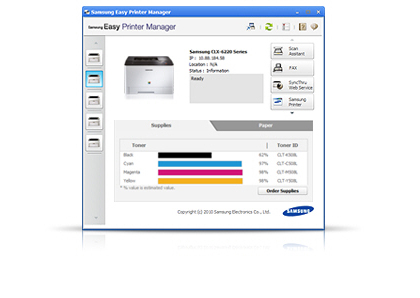 Samsung Easy Printer Manager
Samsung Easy Printer Manager
Samsung CLX-6220 Series
IP : 10.88.184.58
Location : N/A
Status : Information
Ready
Scan
Assitant
FAX
SyncThru
Web Service
Samsung
Printer
Supplies
Paper
Toner
Toner ID
Black 62% CLT-K508L
Cyan 97% CLT-C508L
Magenta 98% CLT-M508L
Yellow 98% CLT-Y508L
* % value is estimated value.
Order Supplies
Copyright (c) 2010 Samsung Electronics Co., Ltd.
SAMSUNG